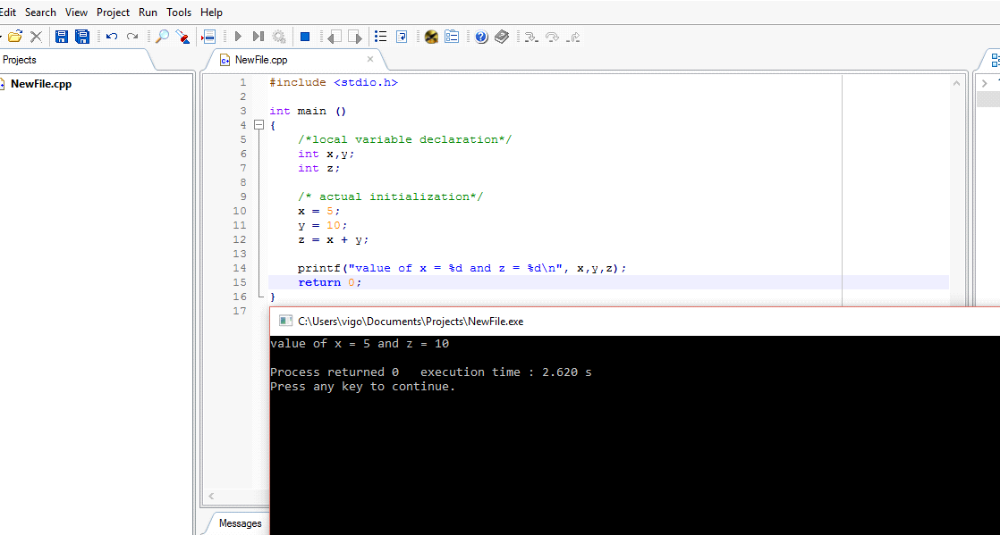 Edit Search View Project Run Tools Help
Projects
NewFile.cpp
NewFile.cpp
1 #include <stdio.h>
2
3 int main ()
4 {
5 /*local variable declaration*/
6 int x,y;
7 int z;
8
9 /* actual initialization*/
10 x = 5;
11 y = 10;
12 z = x + y;
13
14 printf("value of x = %d and z = %d\n", x,y,z);
15 return 0;
16 }
17
C:\Users\vigo\Documents\Projects\NewFile.exe
value of x = 5 and z = 10
Process returned 0 execution time : 2.620 s
Press any key to continue.
Messages